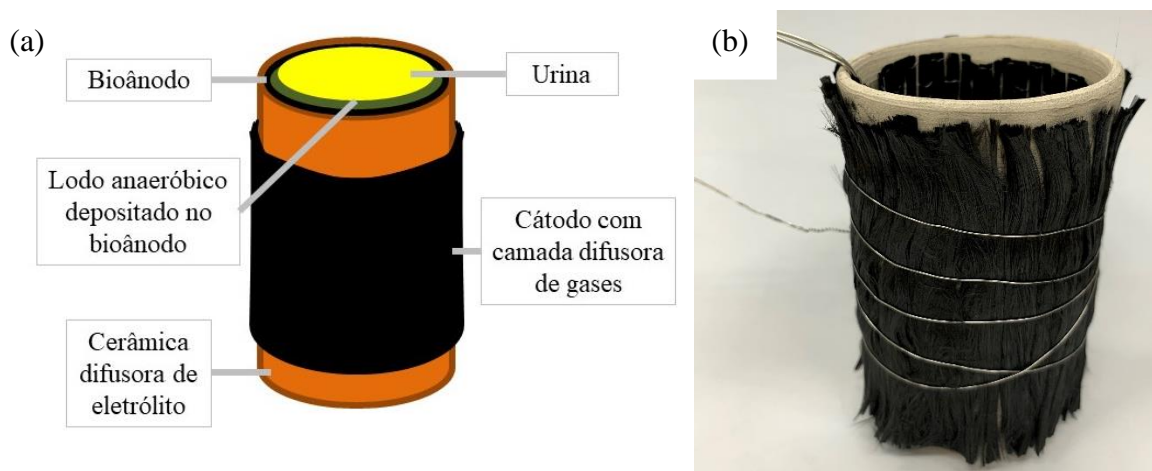 (a)
Bioânodo
Urina
Lodo anaeróbico
depositado no
bioânodo
Cátodo com
camada difusora
de gases
Cerâmica
difusora de
eletrólito
(b)